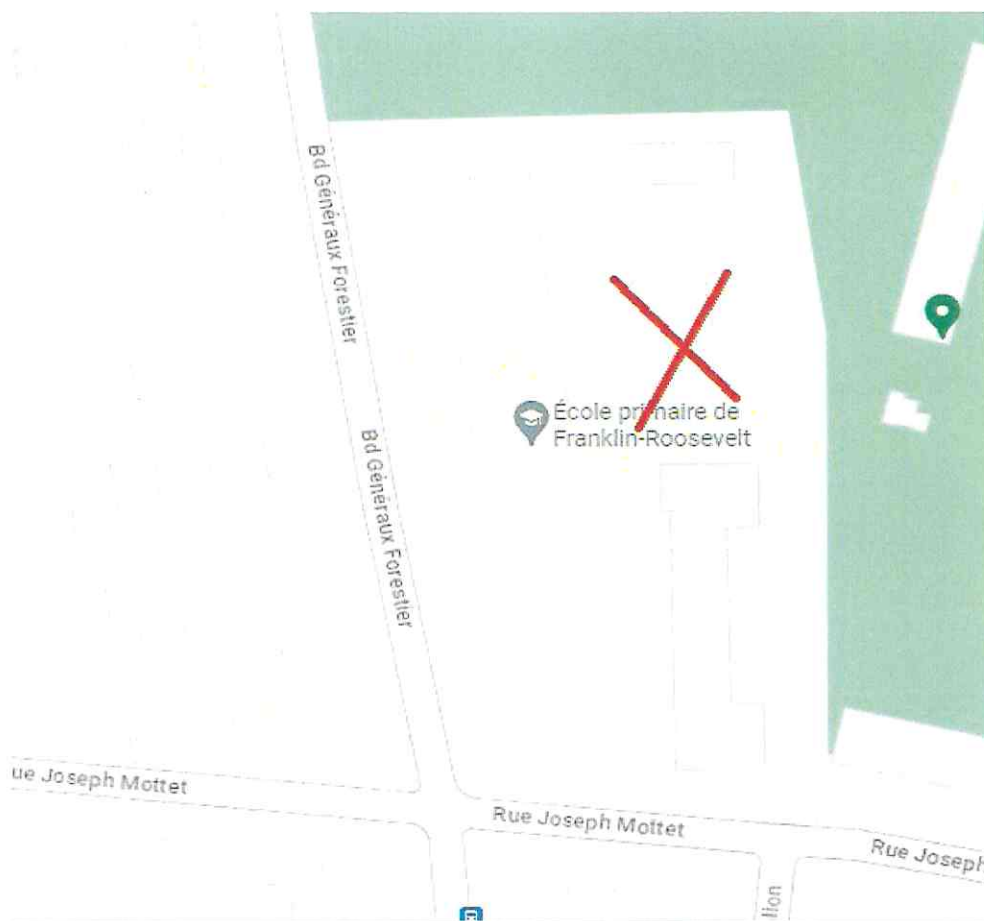 Bd Généraux Forestier
École primaire de
Franklin-Roosevelt
Bd Généraux Forestier
ue Joseph Mottet
Rue Joseph Mottet
Rue Joseph
lion